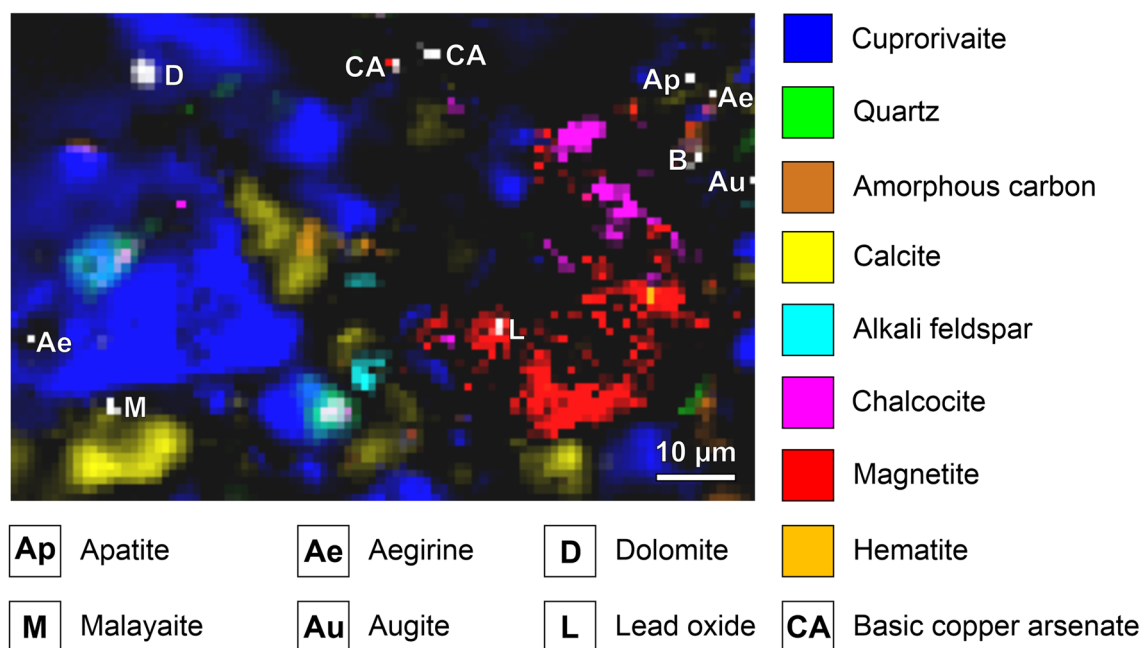 CA
CA
D
Ap
Ae
B
Au
L
Ae
M
10 µm
Cuprorivaite
Quartz
Amorphous carbon
Calcite
Alkali feldspar
Chalcocite
Magnetite
Hematite
Ap Apatite
Ae Aegirine
D Dolomite
M Malayaite
Au Augite
L Lead oxide
CA Basic copper arsenate